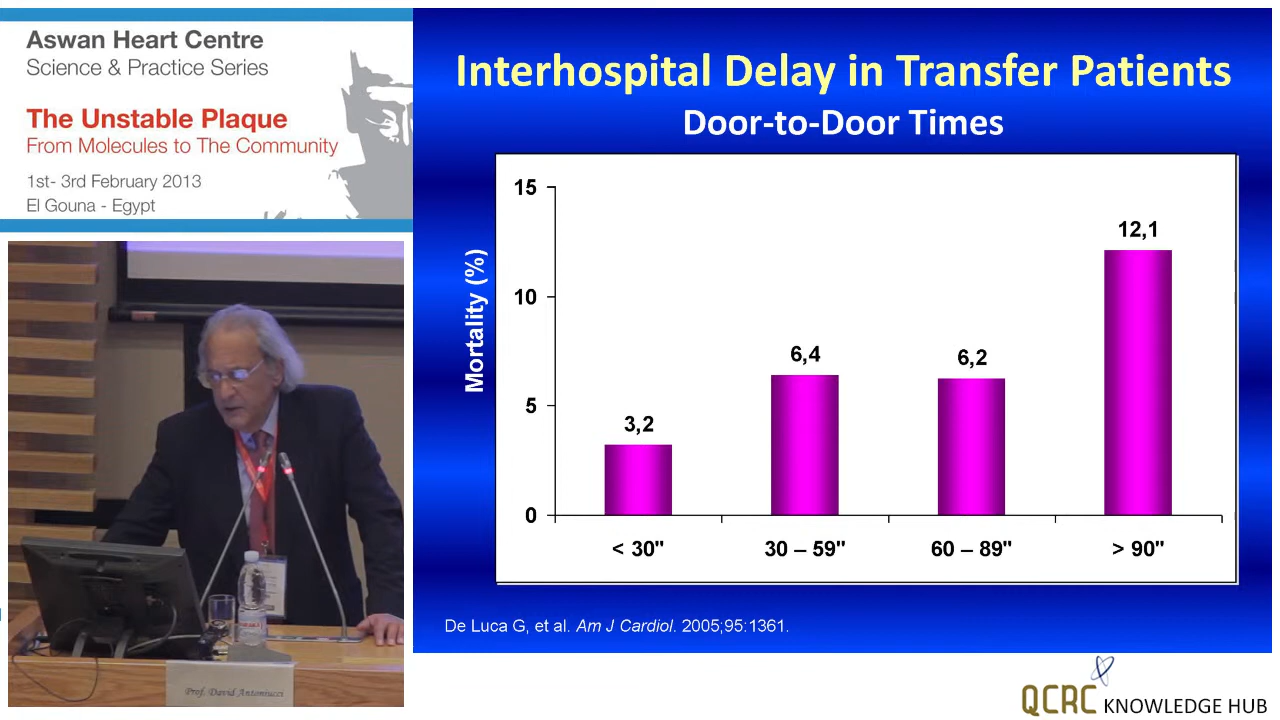 Aswan Heart Centre
Science & Practice Series
The Unstable Plaque
From Molecules to The Community
1st- 3rd February 2013
El Gouna - Egypt
Interhospital Delay in Transfer Patients
Door-to-Door Times
Mortality (%)
15
10
5
0
3,2
6,4
6,2
12,1
< 30"
30 – 59"
60 – 89"
> 90"
De Luca G, et al. Am J Cardiol. 2005;95:1361.
Prof. David Antoniucci
QCRC KNOWLEDGE HUB